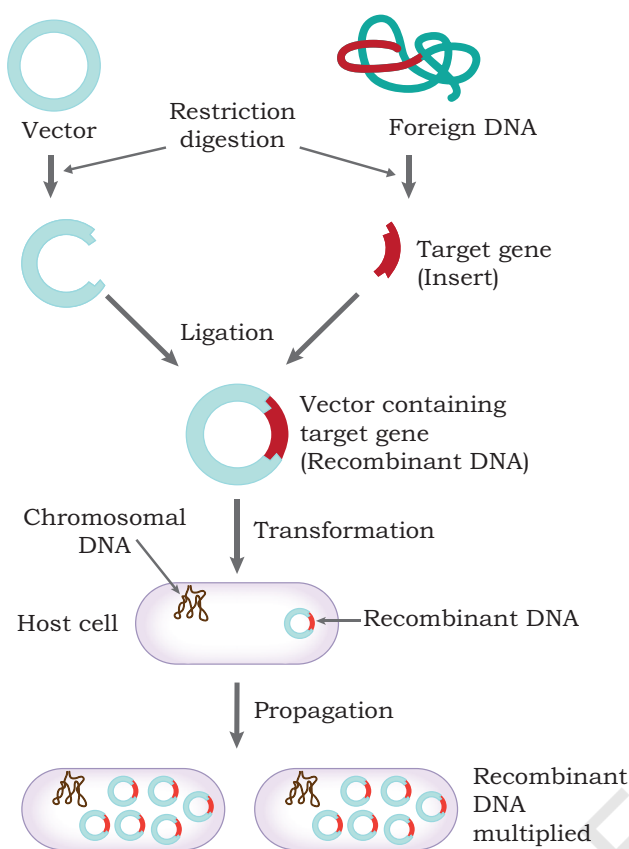 Vector
Restriction
digestion
Foreign DNA
Target gene
(Insert)
Ligation
Vector containing
target gene
(Recombinant DNA)
Chromosomal
DNA
Transformation
Host cell
Recombinant DNA
Propagation
Recombinant
DNA
multiplied